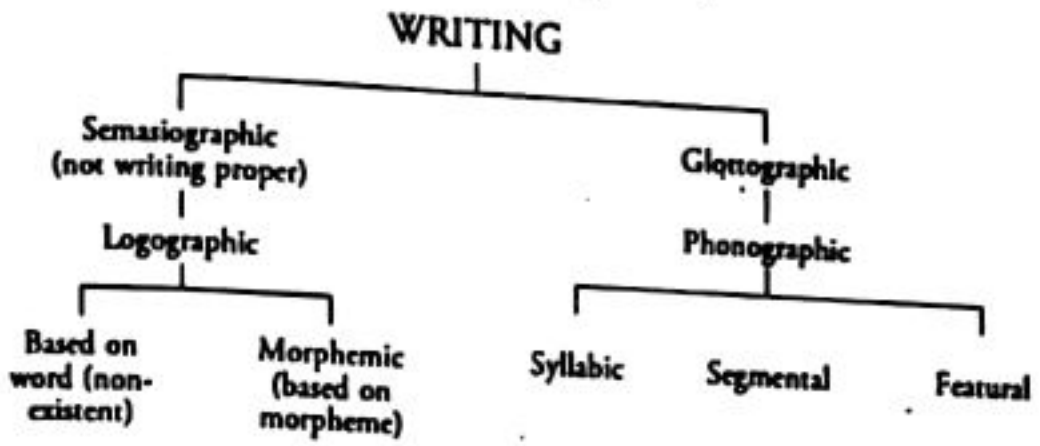 WRITING
Semasiographic
(not writing proper)
Glottographic
Logographic
Phonographic
Based on
word (non-
existent)
Morphemic
(based on
morpheme)
Syllabic
Segmental
Featural